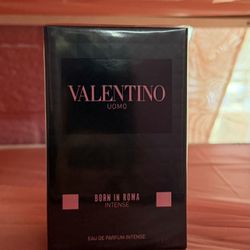 VALENTINO
UOMO
BORN IN ROMA
INTENSE
EAU DE PARFUM INTENSE